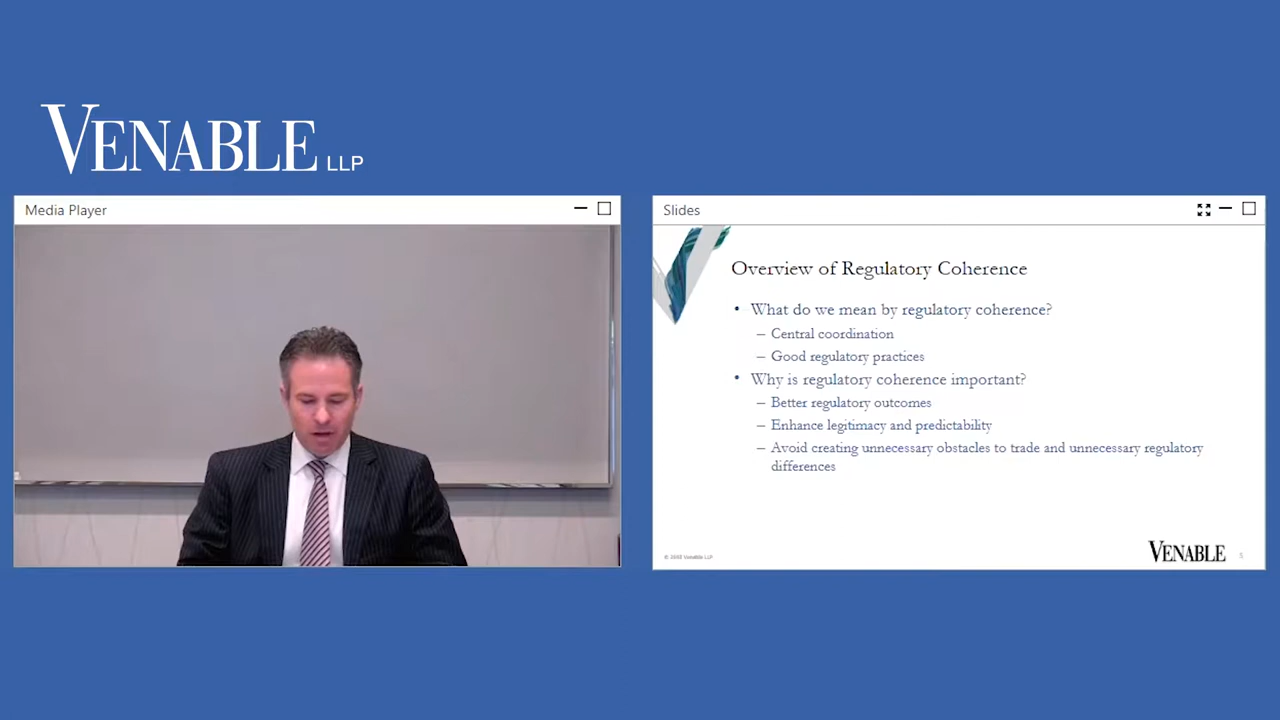 VENABLE LLP
Media Player
Slides
Overview of Regulatory Coherence
• What do we mean by regulatory coherence?
– Central coordination
– Good regulatory practices
• Why is regulatory coherence important?
– Better regulatory outcomes
– Enhance legitimacy and predictability
– Avoid creating unnecessary obstacles to trade and unnecessary regulatory
differences
Venable LLP
VENABLE